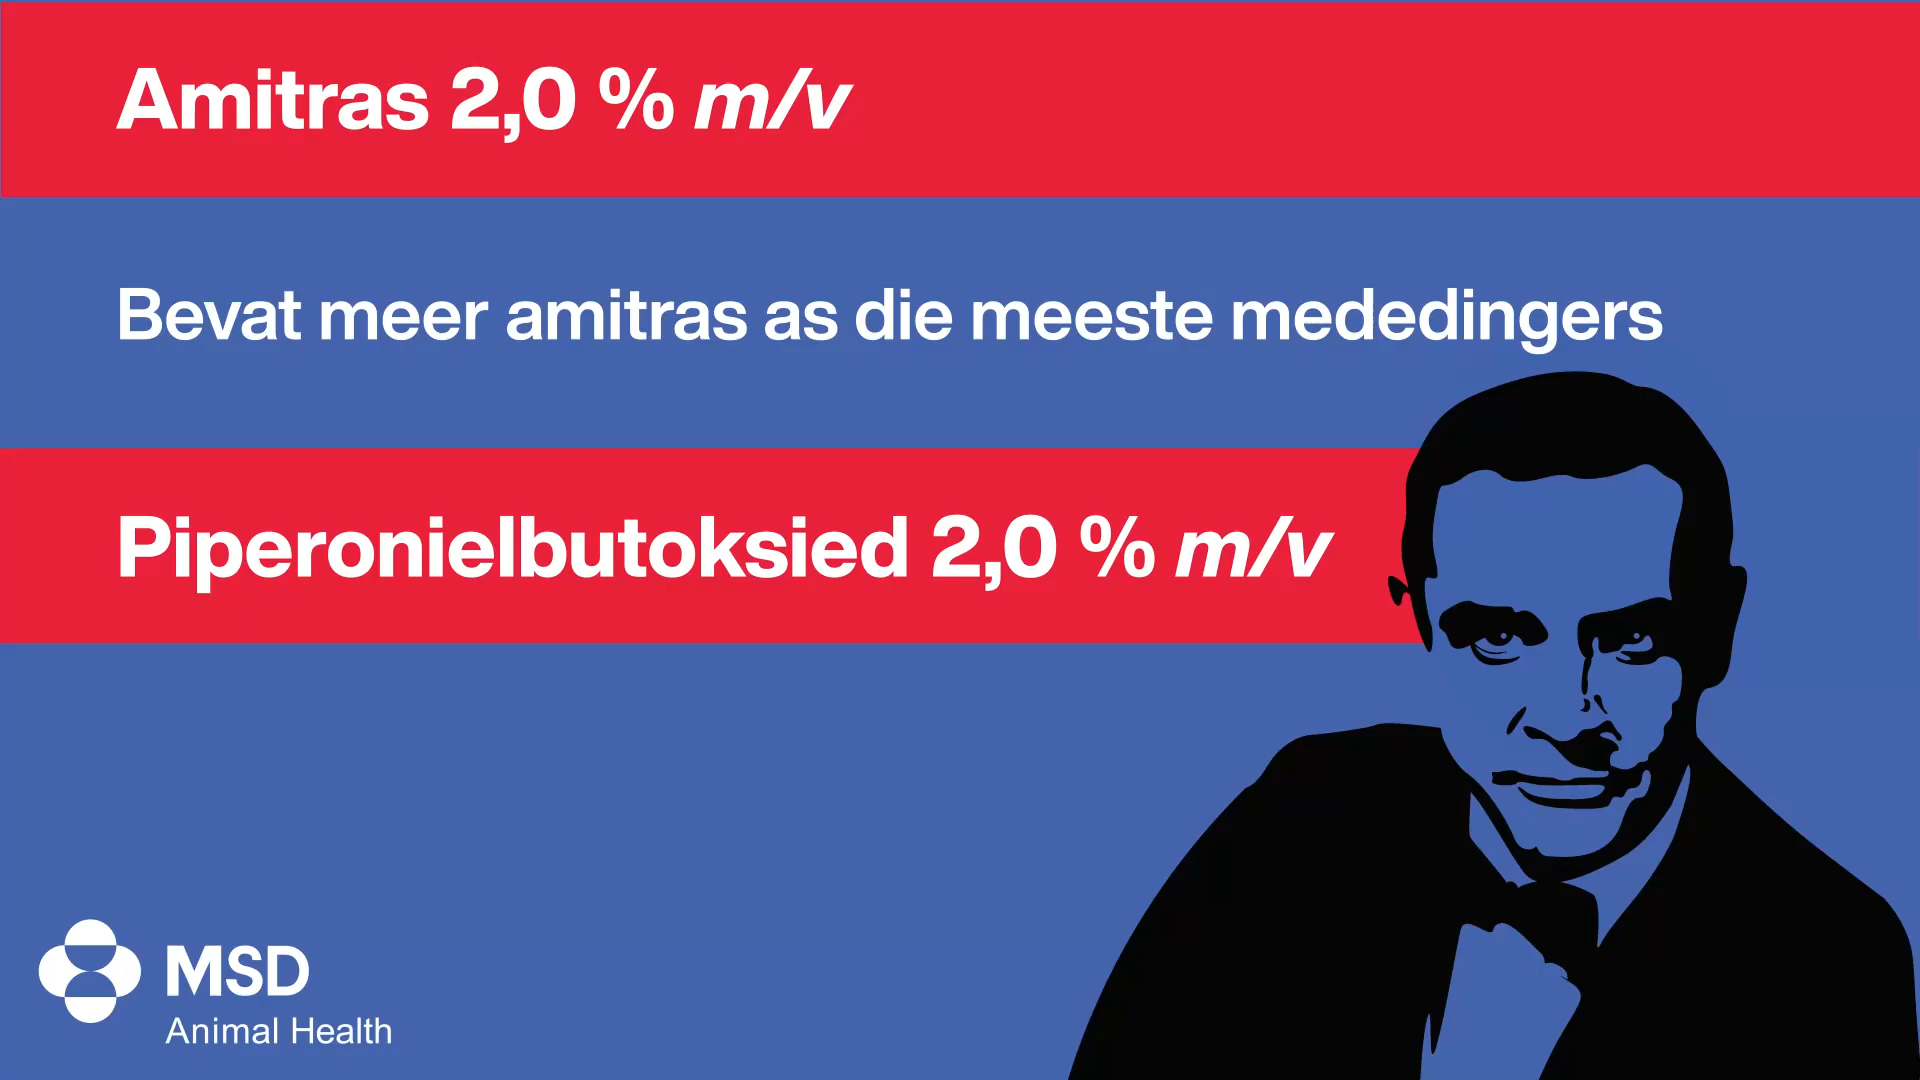 Amitras 2,0 % m/v
Bevat meer amitras as die meeste mededingers
Piperonielbutoksied 2,0 % m/v
MSD
Animal Health